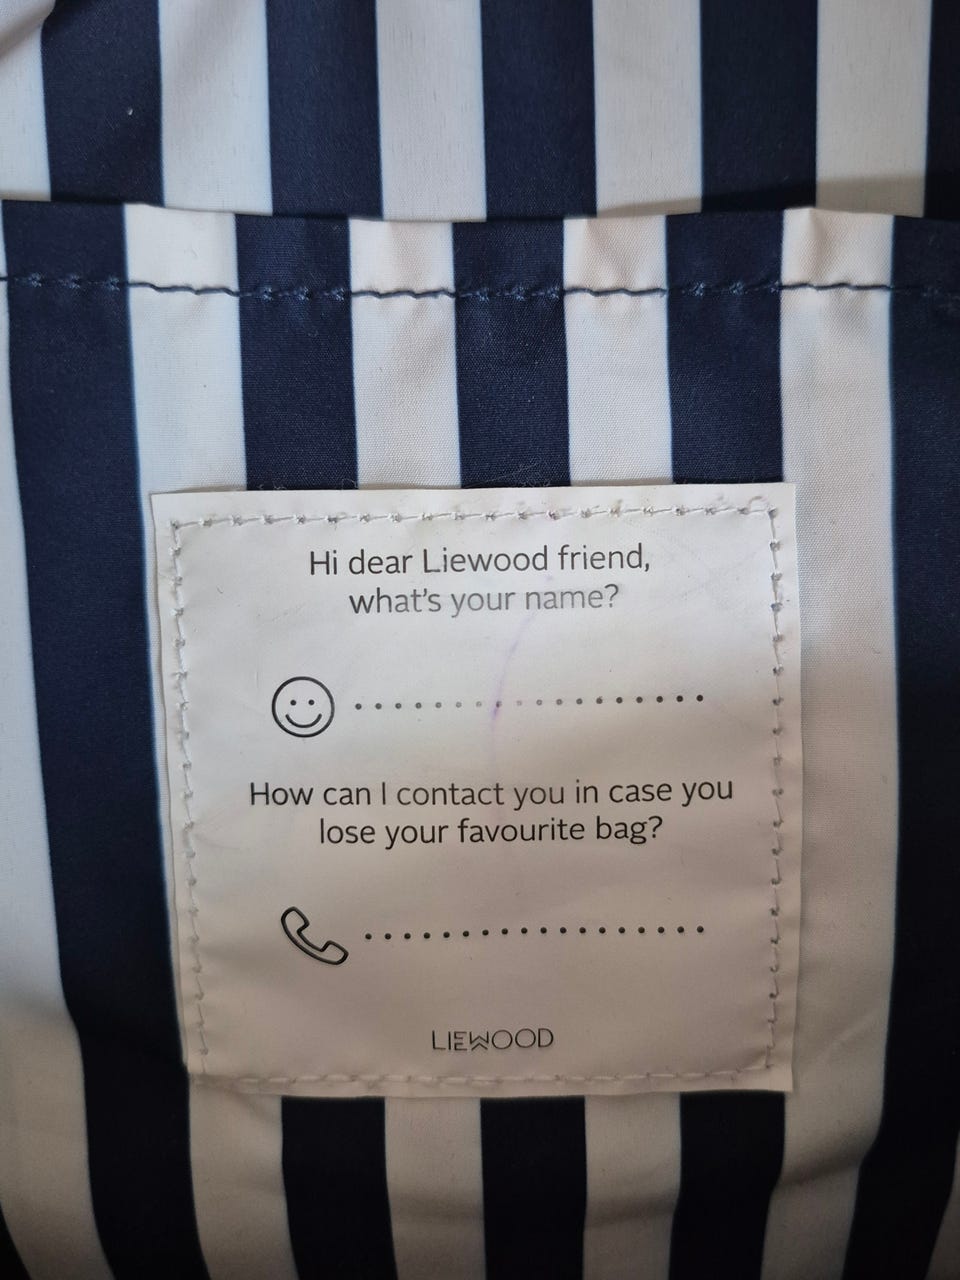 Hi dear Liewood friend,
what's your name?
How can I contact you in case you
lose your favourite bag?
LIEWOOD